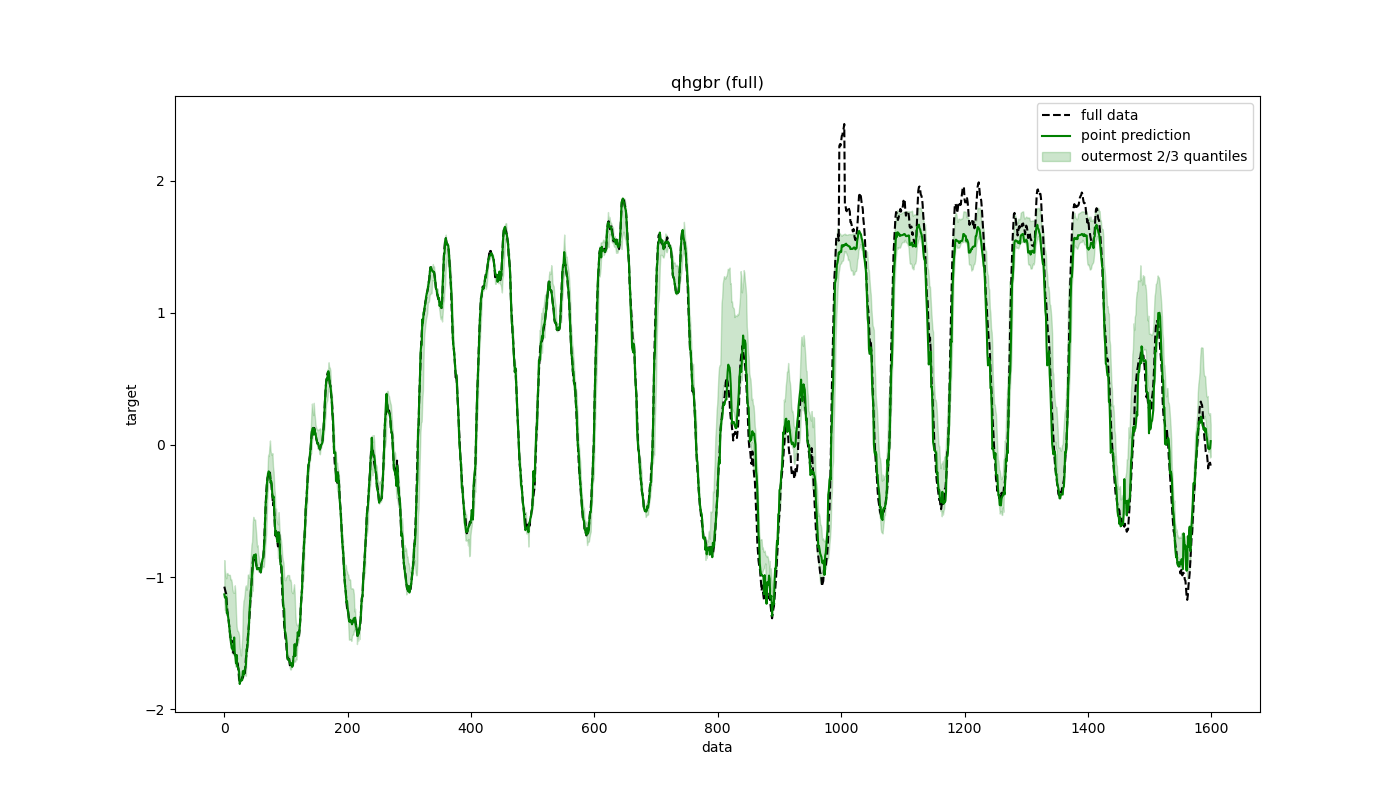 qhgbr (full)
full data
point prediction
outermost 2/3 quantiles
2
1
0
−1
−2
target
0 200 400 600 800 1000 1200 1400 1600
data